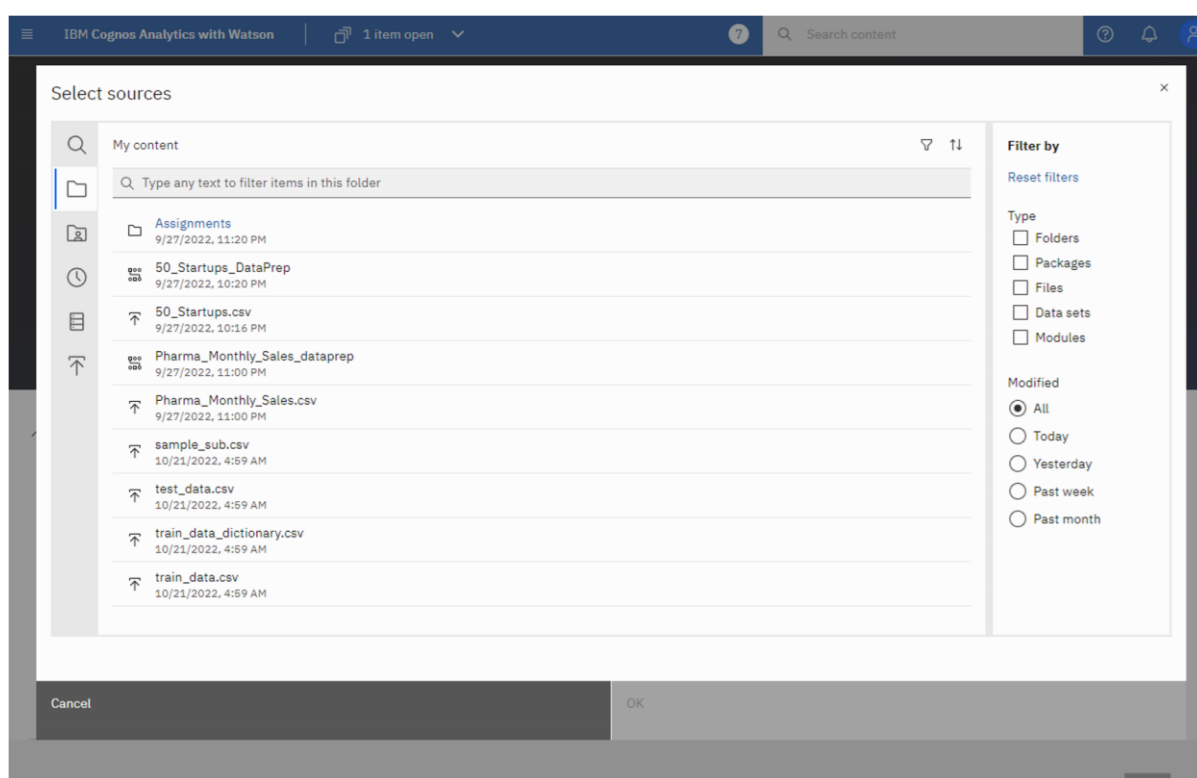 IBM Cognos Analytics with Watson
1 item open
7
Search content
Select sources
My content
Type any text to filter items in this folder
Assignments
9/27/2022, 11:20 PM
50_Startups_DataPrep
9/27/2022, 10:20 PM
50_Startups.csv
9/27/2022, 10:16 PM
Pharma_Monthly_Sales_dataprep
9/27/2022, 11:00 PM
Pharma_Monthly_Sales.csv
9/27/2022, 11:00 PM
sample_sub.csv
10/21/2022, 4:59 AM
test_data.csv
10/21/2022, 4:59 AM
train_data_dictionary.csv
10/21/2022, 4:59 AM
train_data.csv
10/21/2022, 4:59 AM
Filter by
Reset filters
Type
Folders
Packages
Files
Data sets
Modules
Modified
All
Today
Yesterday
Past week
Past month
Cancel
OK